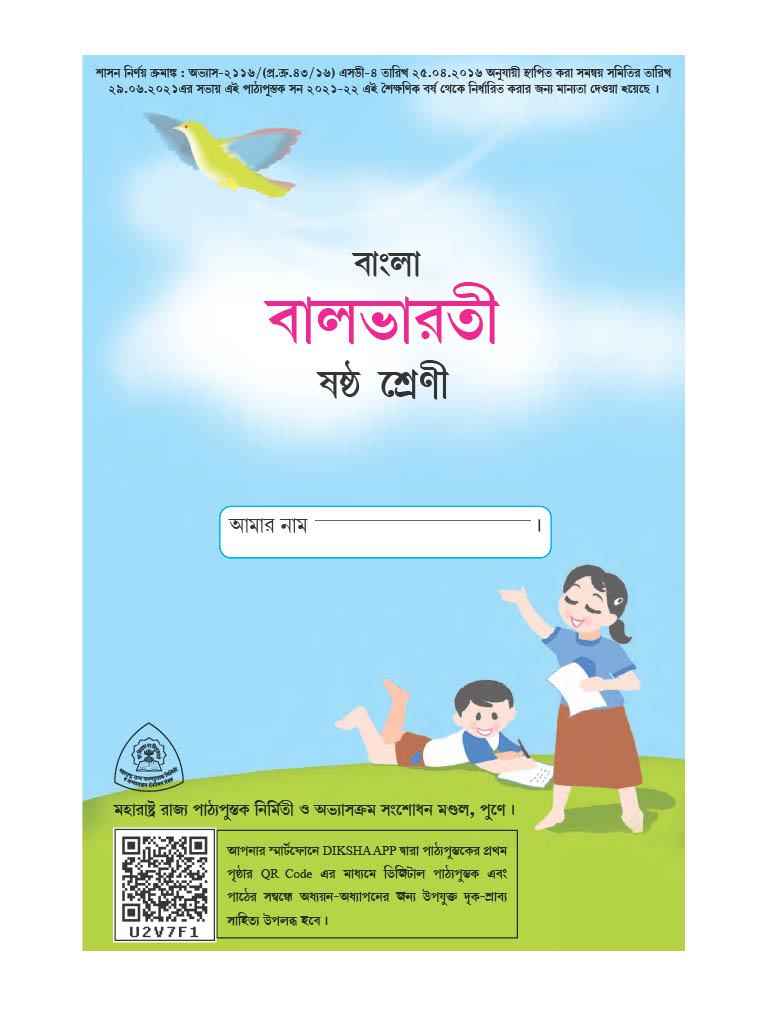 শাসন নির্ণয় ক্রমাঙ্ক : অভ্যাস-২১১৬/(প্র.ক্র.৪৩/১৬) এসডী-৪ তারিখ ২৫.০৪.২০১৬ অনুযায়ী স্থাপিত করা সমন্বয় সমিতির তারিখ
২৯.০৬.২০২১এর সভায় এই পাঠ্যপুস্তক সন ২০২১-২২ এই শৈক্ষণিক বর্ষ থেকে নির্ধারিত করার জন্য মান্যতা দেওয়া হয়েছে ।
বাংলা
বালভারতী
ষষ্ঠ শ্রেণী
আমার নাম ।
মহারাষ্ট্র রাজ্য পাঠ্যপুস্তক নির্মিতী ও অভ্যাসক্রম সংশোধন মণ্ডল, পুণে ।
আপনার স্মার্টফোনে DIKSHAAPP দ্বারা পাঠ্যপুস্তকের প্রথম
পৃষ্ঠার QR Code এর মাধ্যমে ডিজিটাল পাঠ্যপুস্তক এবং
পাঠের সম্বন্ধে অধ্যয়ন-অধ্যাপনের জন্য উপযুক্ত দৃক-শ্রাব্য
সাহিত্য উপলব্ধ হবে ।
U2V7F1